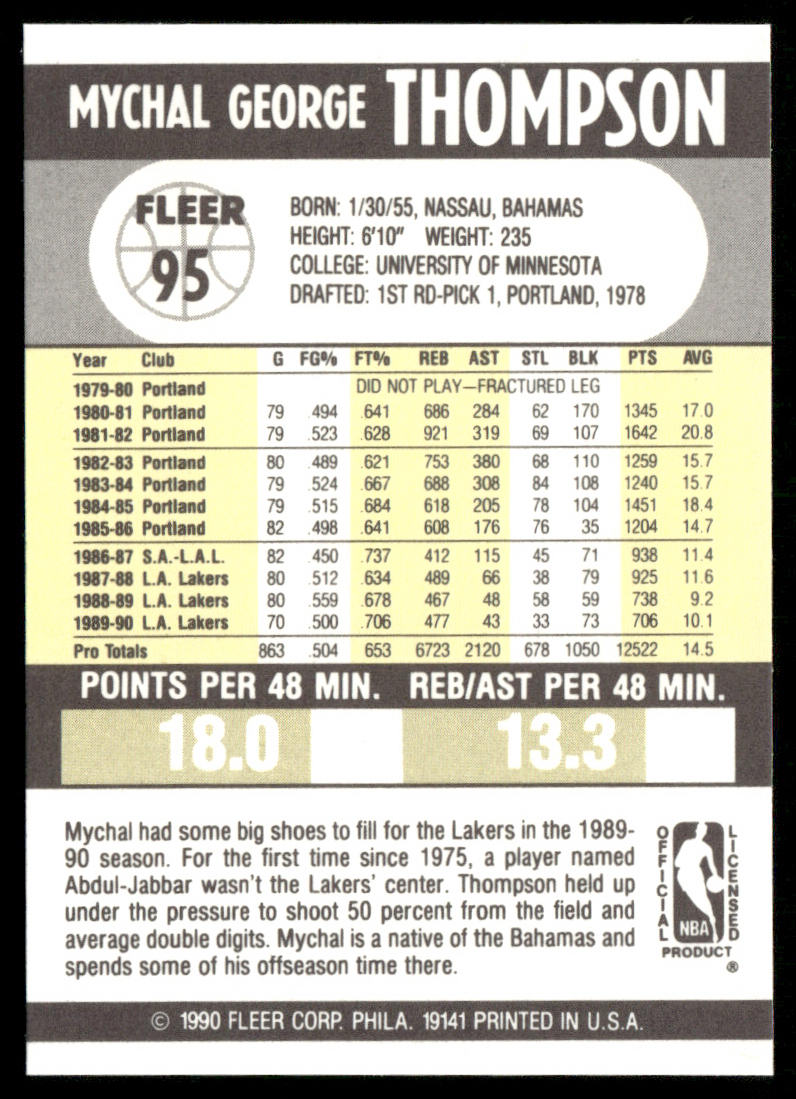 MYCHAL GEORGE THOMPSON
FLEER
95
BORN: 1/30/55, NASSAU, BAHAMAS
HEIGHT: 6'10" WEIGHT: 235
COLLEGE: UNIVERSITY OF MINNESOTA
DRAFTED: 1ST RD-PICK 1, PORTLAND, 1978
Year Club G FG% FT% REB AST STL BLK PTS AVG
1979-80 Portland DID NOT PLAY—FRACTURED LEG
1980-81 Portland 79 .494 .641 686 284 62 170 1345 17.0
1981-82 Portland 79 .523 .628 921 319 69 107 1642 20.8
1982-83 Portland 80 .489 .621 753 380 68 110 1259 15.7
1983-84 Portland 79 .524 .667 688 308 84 108 1240 15.7
1984-85 Portland 79 .515 .684 618 205 78 104 1451 18.4
1985-86 Portland 82 .498 .641 608 176 76 35 1204 14.7
1986-87 S.A.-L.A.L. 82 .450 .737 412 115 45 71 938 11.4
1987-88 L.A. Lakers 80 .512 .634 489 66 38 79 925 11.6
1988-89 L.A. Lakers 80 .559 .678 467 48 58 59 738 9.2
1989-90 L.A. Lakers 70 .500 .706 477 43 33 73 706 10.1
Pro Totals 863 .504 653 6723 2120 678 1050 12522 14.5
POINTS PER 48 MIN. REB/AST PER 48 MIN.
18.0 13.3
Mychal had some big shoes to fill for the Lakers in the 1989-
90 season. For the first time since 1975, a player named
Abdul-Jabbar wasn't the Lakers' center. Thompson held up
under the pressure to shoot 50 percent from the field and
average double digits. Mychal is a native of the Bahamas and
spends some of his offseason time there.
OFFICIAL
LICENSED
NBA
PRODUCT
®
© 1990 FLEER CORP. PHILA. 19141 PRINTED IN U.S.A.